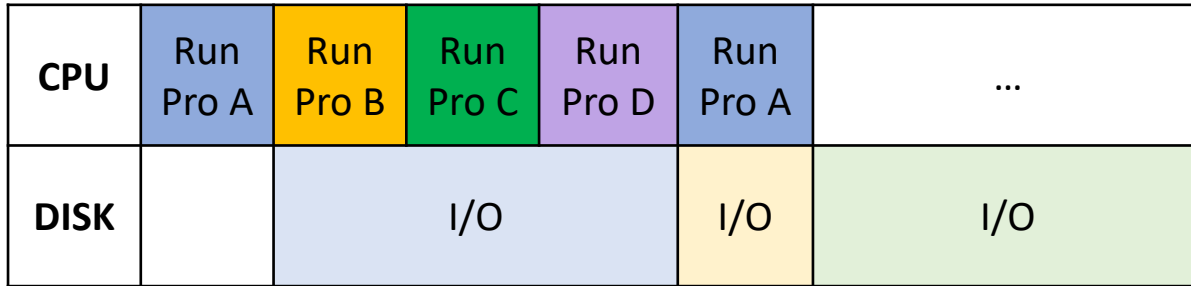 CPU
Run
Pro A
Run
Pro B
Run
Pro C
Run
Pro D
Run
Pro A
...
DISK
I/O
I/O
I/O